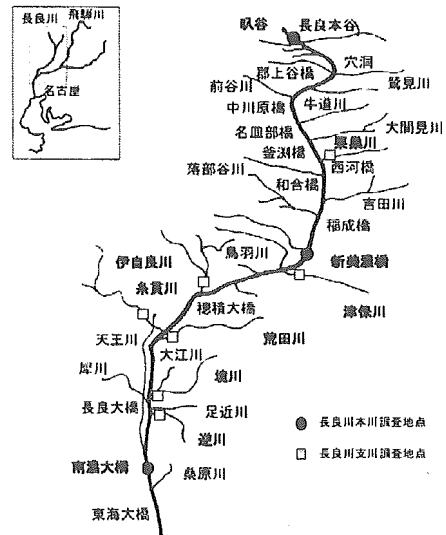 長良川
飛騨川
名古屋
叺谷
長良本谷
穴洞
郡上谷橋
鷲見川
前谷川
牛道川
中川原橋
大間見川
名皿部橋
栗巣川
釜渕橋
西河橋
落部谷川
和合橋
吉田川
稲成橋
鳥羽川
新美濃橋
伊自良川
糸貫川
津保川
穂積大橋
荒田川
天王川
大江川
犀川
境川
長良大橋
足近川
逆川
● 長良川本川調査地点
□ 長良川支川調査地点
南濃大橋
桑原川
東海大橋